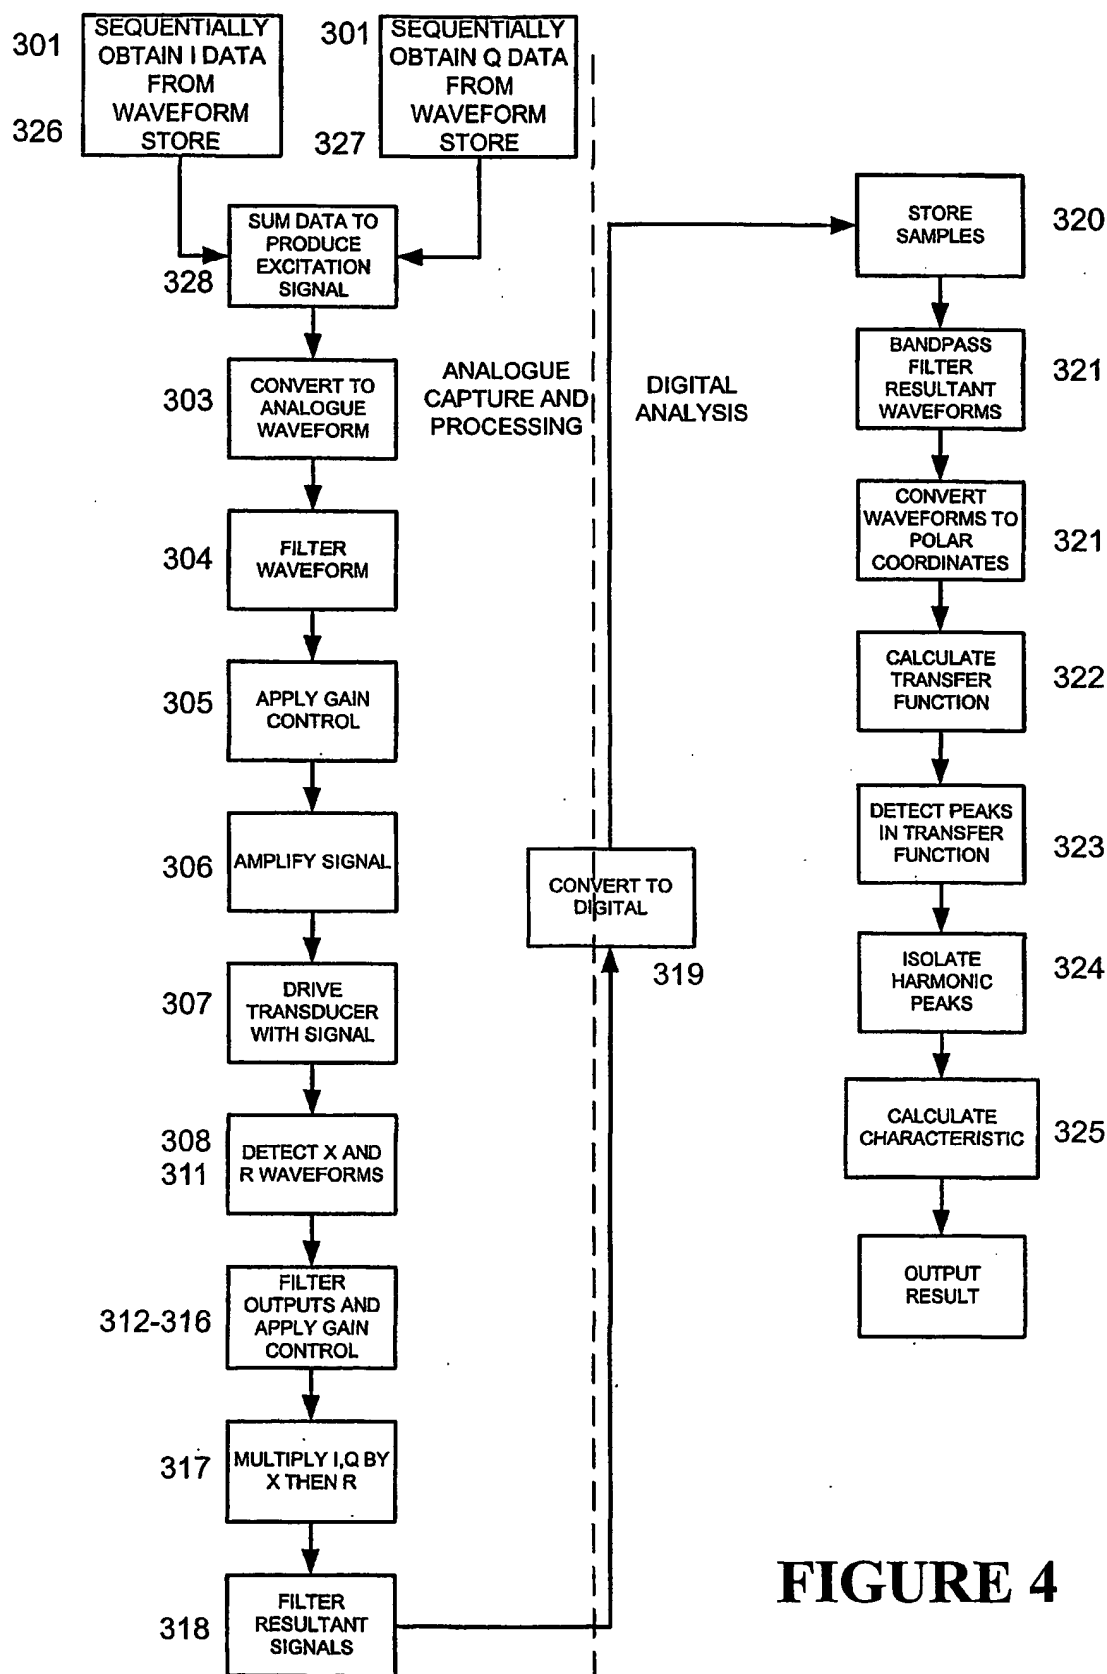 301
326
SEQUENTIALLY
OBTAIN I DATA
FROM
WAVEFORM
STORE
301
327
SEQUENTIALLY
OBTAIN Q DATA
FROM
WAVEFORM
STORE
328
SUM DATA TO
PRODUCE
EXCITATION
SIGNAL
303
CONVERT TO
ANALOGUE
WAVEFORM
304
FILTER
WAVEFORM
305
APPLY GAIN
CONTROL
306
AMPLIFY SIGNAL
307
DRIVE
TRANSDUCER
WITH SIGNAL
308
311
DETECT X AND
R WAVEFORMS
312-316
FILTER
OUTPUTS AND
APPLY GAIN
CONTROL
317
MULTIPLY I,Q BY
X THEN R
318
FILTER
RESULTANT
SIGNALS
ANALOGUE
CAPTURE AND
PROCESSING
DIGITAL
ANALYSIS
CONVERT TO
DIGITAL
319
STORE
SAMPLES
320
BANDPASS
FILTER
RESULTANT
WAVEFORMS
321
CONVERT
WAVEFORMS TO
POLAR
COORDINATES
321
CALCULATE
TRANSFER
FUNCTION
322
DETECT PEAKS
IN TRANSFER
FUNCTION
323
ISOLATE
HARMONIC
PEAKS
324
CALCULATE
CHARACTERISTIC
325
OUTPUT
RESULT
FIGURE 4